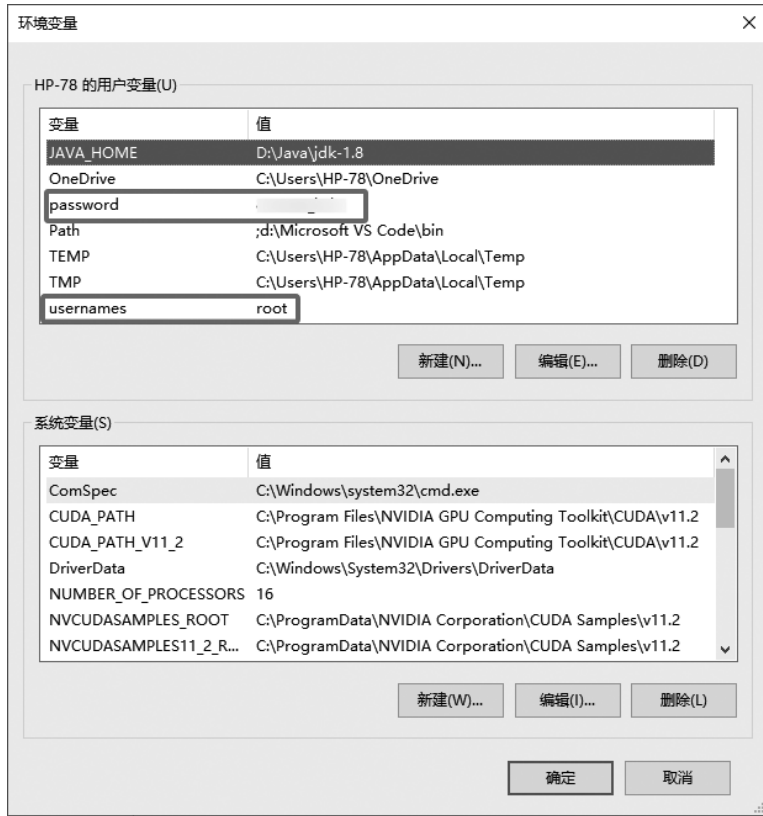 环境变量
HP-78 的用户变量(U)
变量 值
JAVA_HOME D:\Java\jdk-1.8
OneDrive C:\Users\HP-78\OneDrive
password
Path ;d:\Microsoft VS Code\bin
TEMP C:\Users\HP-78\AppData\Local\Temp
TMP C:\Users\HP-78\AppData\Local\Temp
usernames root
新建(N)... 编辑(E)... 删除(D)
系统变量(S)
变量 值
ComSpec C:\Windows\system32\cmd.exe
CUDA_PATH C:\Program Files\NVIDIA GPU Computing Toolkit\CUDA\v11.2
CUDA_PATH_V11_2 C:\Program Files\NVIDIA GPU Computing Toolkit\CUDA\v11.2
DriverData C:\Windows\System32\Drivers\DriverData
NUMBER_OF_PROCESSORS 16
NVCUDASAMPLES_ROOT C:\ProgramData\NVIDIA Corporation\CUDA Samples\v11.2
NVCUDASAMPLES11_2_R... C:\ProgramData\NVIDIA Corporation\CUDA Samples\v11.2
新建(W)... 编辑(I)... 删除(L)
确定 取消